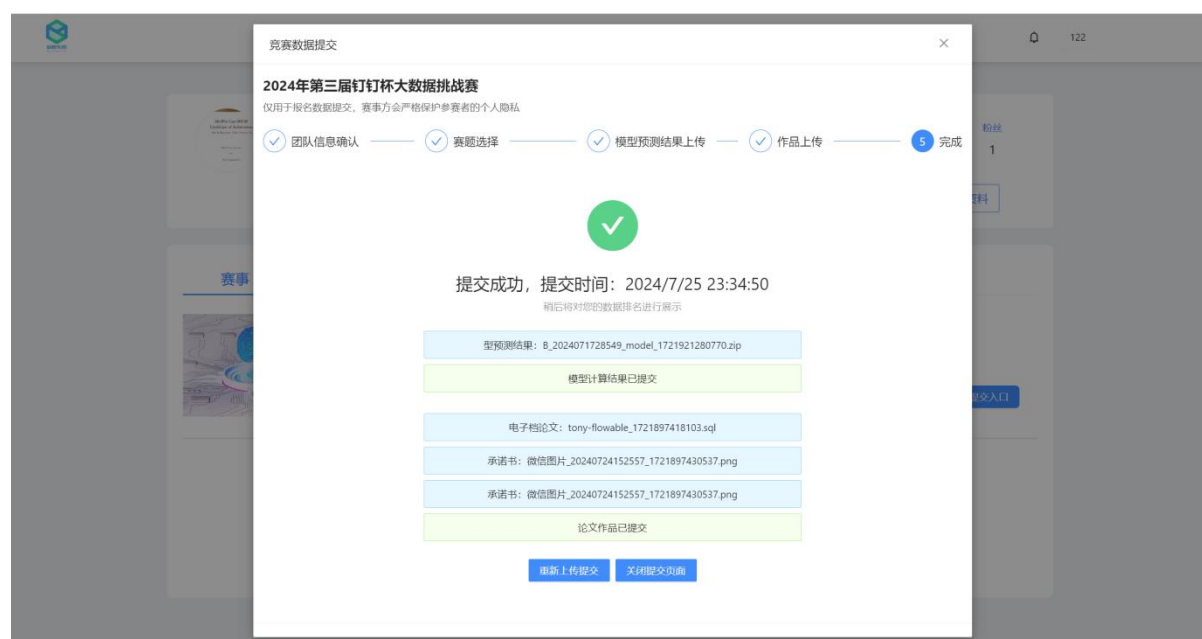 竞赛数据提交
122
2024年第三届钉钉杯大数据挑战赛
仅用于报名数据提交，赛事方会严格保护参赛者的个人隐私
团队信息确认 赛题选择 模型预测结果上传 作品上传 5 完成
粉丝
1
资料
赛事
提交成功，提交时间：2024/7/25 23:34:50
稍后将对您的数据排名进行展示
型预测结果：B_2024071728549_model_1721921280770.zip
模型计算结果已提交
提交入口
电子档论文：tony-flowable_1721897418103.sql
承诺书：微信图片_20240724152557_1721897430537.png
承诺书：微信图片_20240724152557_1721897430537.png
论文作品已提交
重新上传提交 关闭提交页面